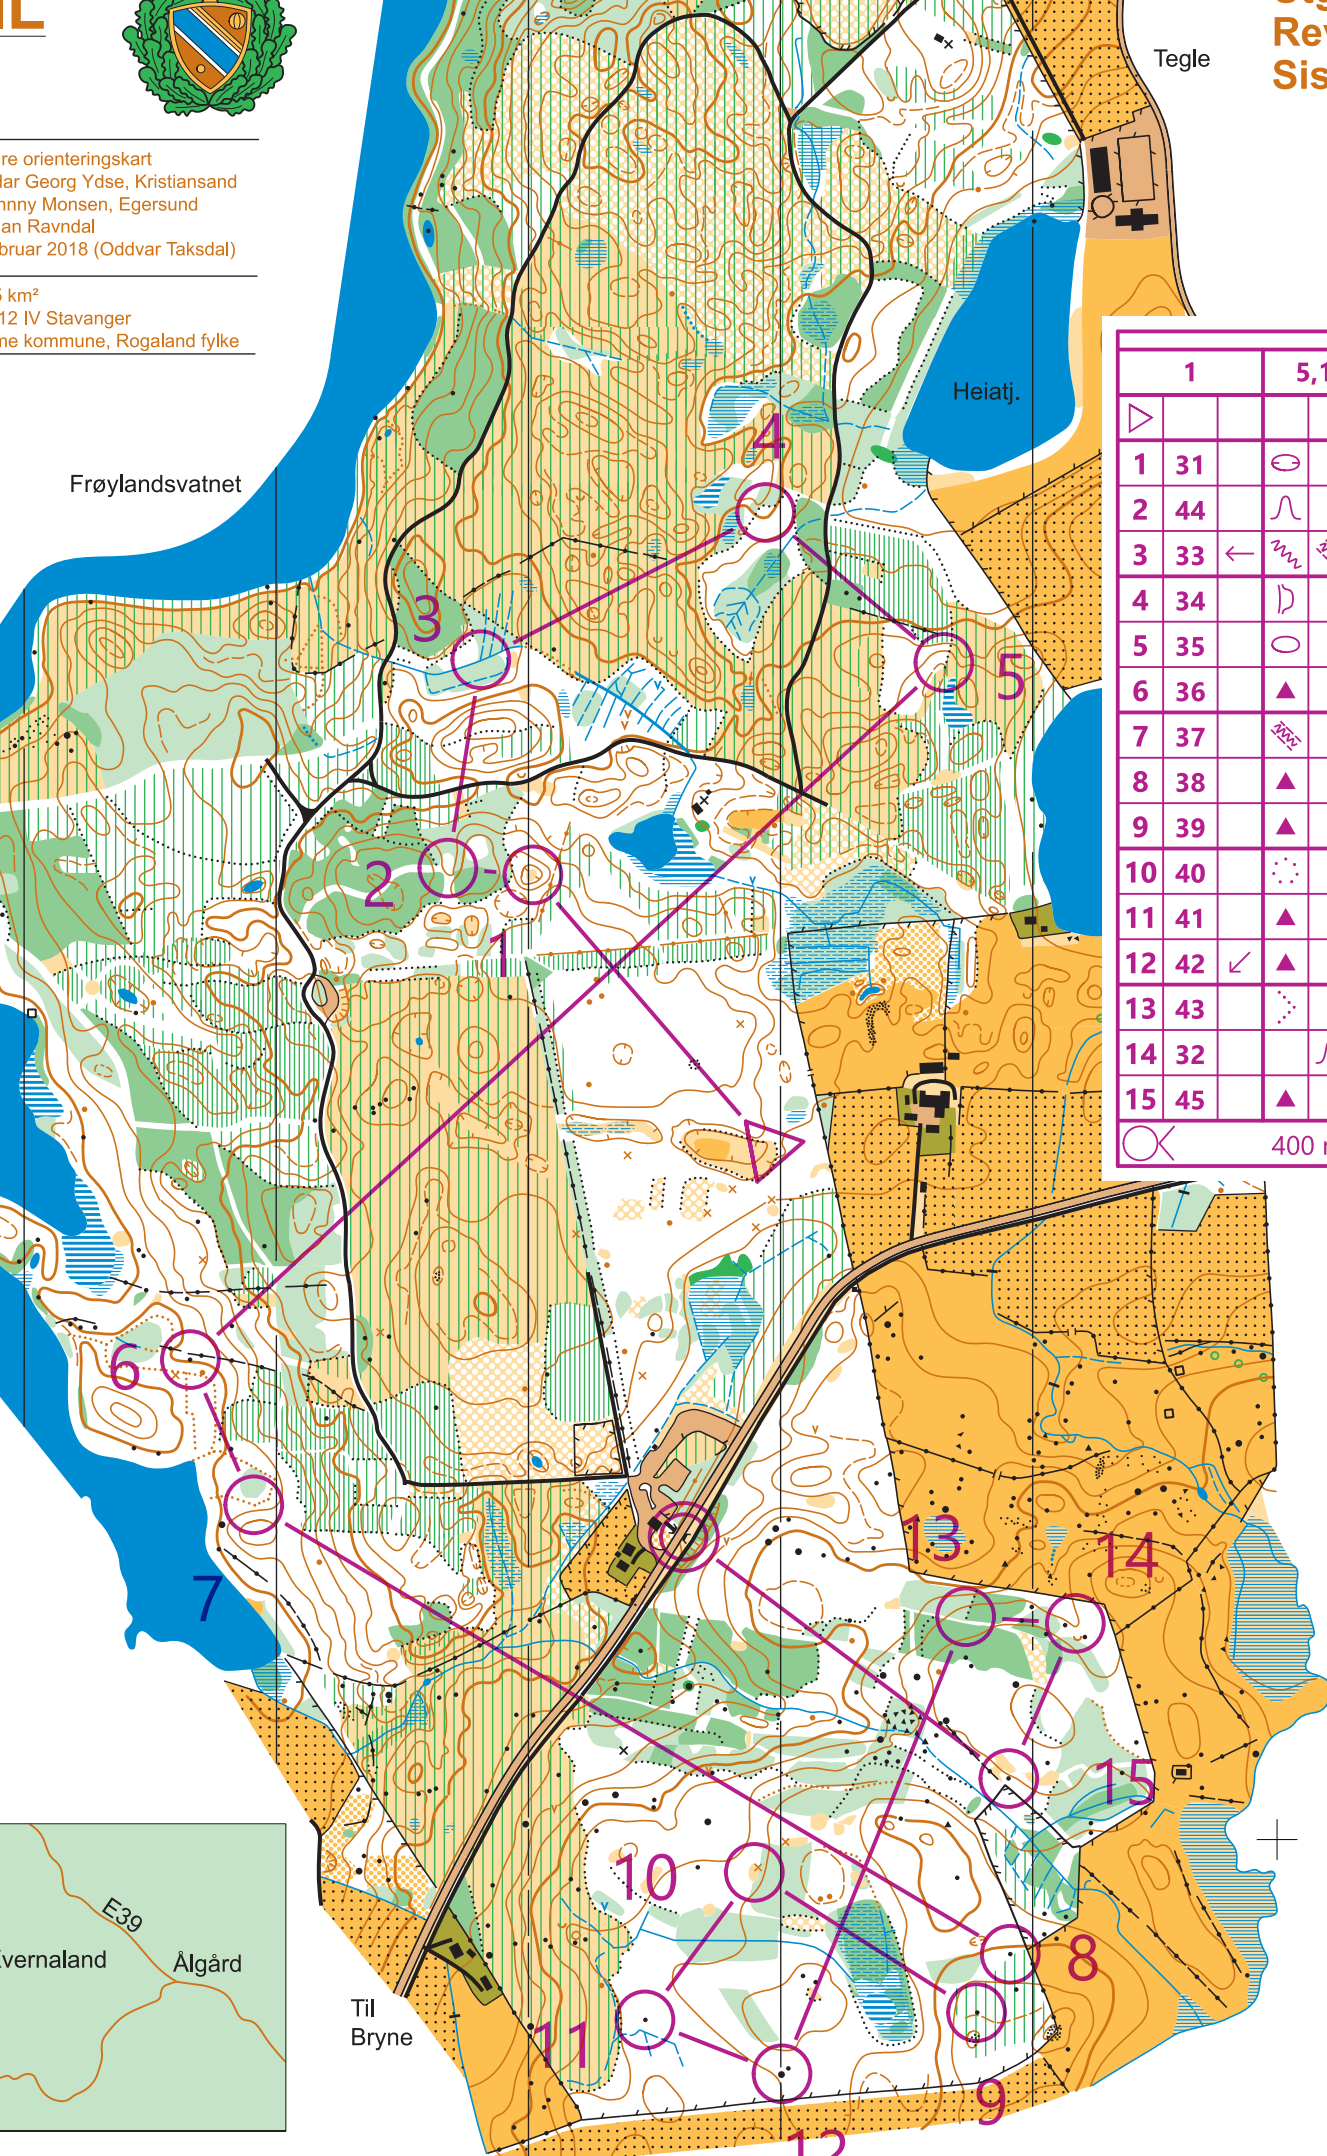 IL
Tegle
re orienteringskart
lar Georg Ydse, Kristiansand
nnny Monsen, Egersund
an Ravndal
bruar 2018 (Oddvar Taksdal)
km²
12 IV Stavanger
me kommune, Rogaland fylke
Rev
Sis
Heiatj.
Frøylandsvatnet
1 5,1
1 31
2 44
3 33
4 34
5 35
6 36
7 37
8 38
9 39
10 40
11 41
12 42
13 43
14 32
15 45
400 m
4
3
5
2
1
6
7
13
14
15
10
8
11
9
12
E39
vernaland
Ålgård
Til
Bryne